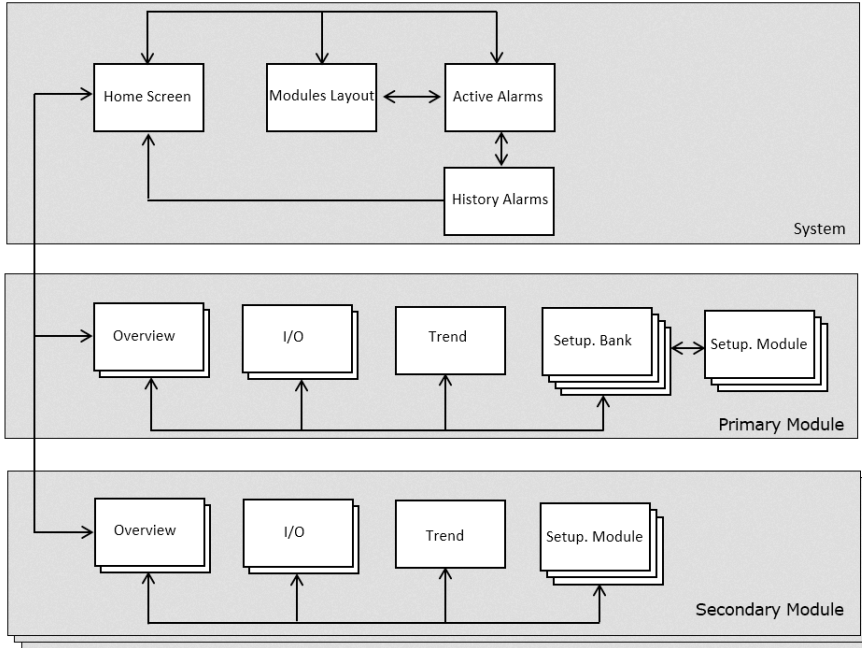 Home Screen
Modules Layout
Active Alarms
History Alarms
System
Overview
I/O
Trend
Setup. Bank
Setup. Module
Primary Module
Overview
I/O
Trend
Setup. Module
Secondary Module